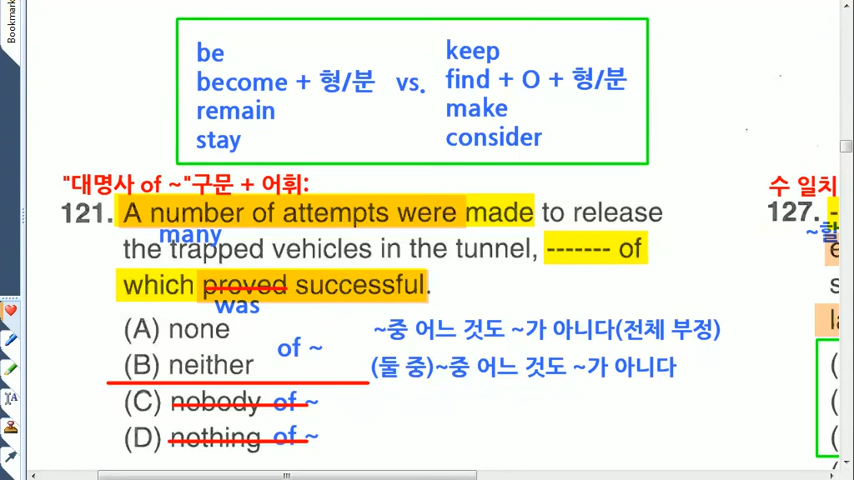 Bookmark
be
become + 형/분 vs.
remain
stay
keep
find + O + 형/분
make
consider
"대명사 of ~"구문 + 어휘:
121. A number of attempts were made to release
many
the trapped vehicles in the tunnel, ------- of
which proved successful.
was
(A) none
(B) neither
of ~
(C) nobody of ~
(D) nothing of ~
~중 어느 것도 ~가 아니다(전체 부정)
(둘 중)~중 어느 것도 ~가 아니다
수 일치
127.
~할